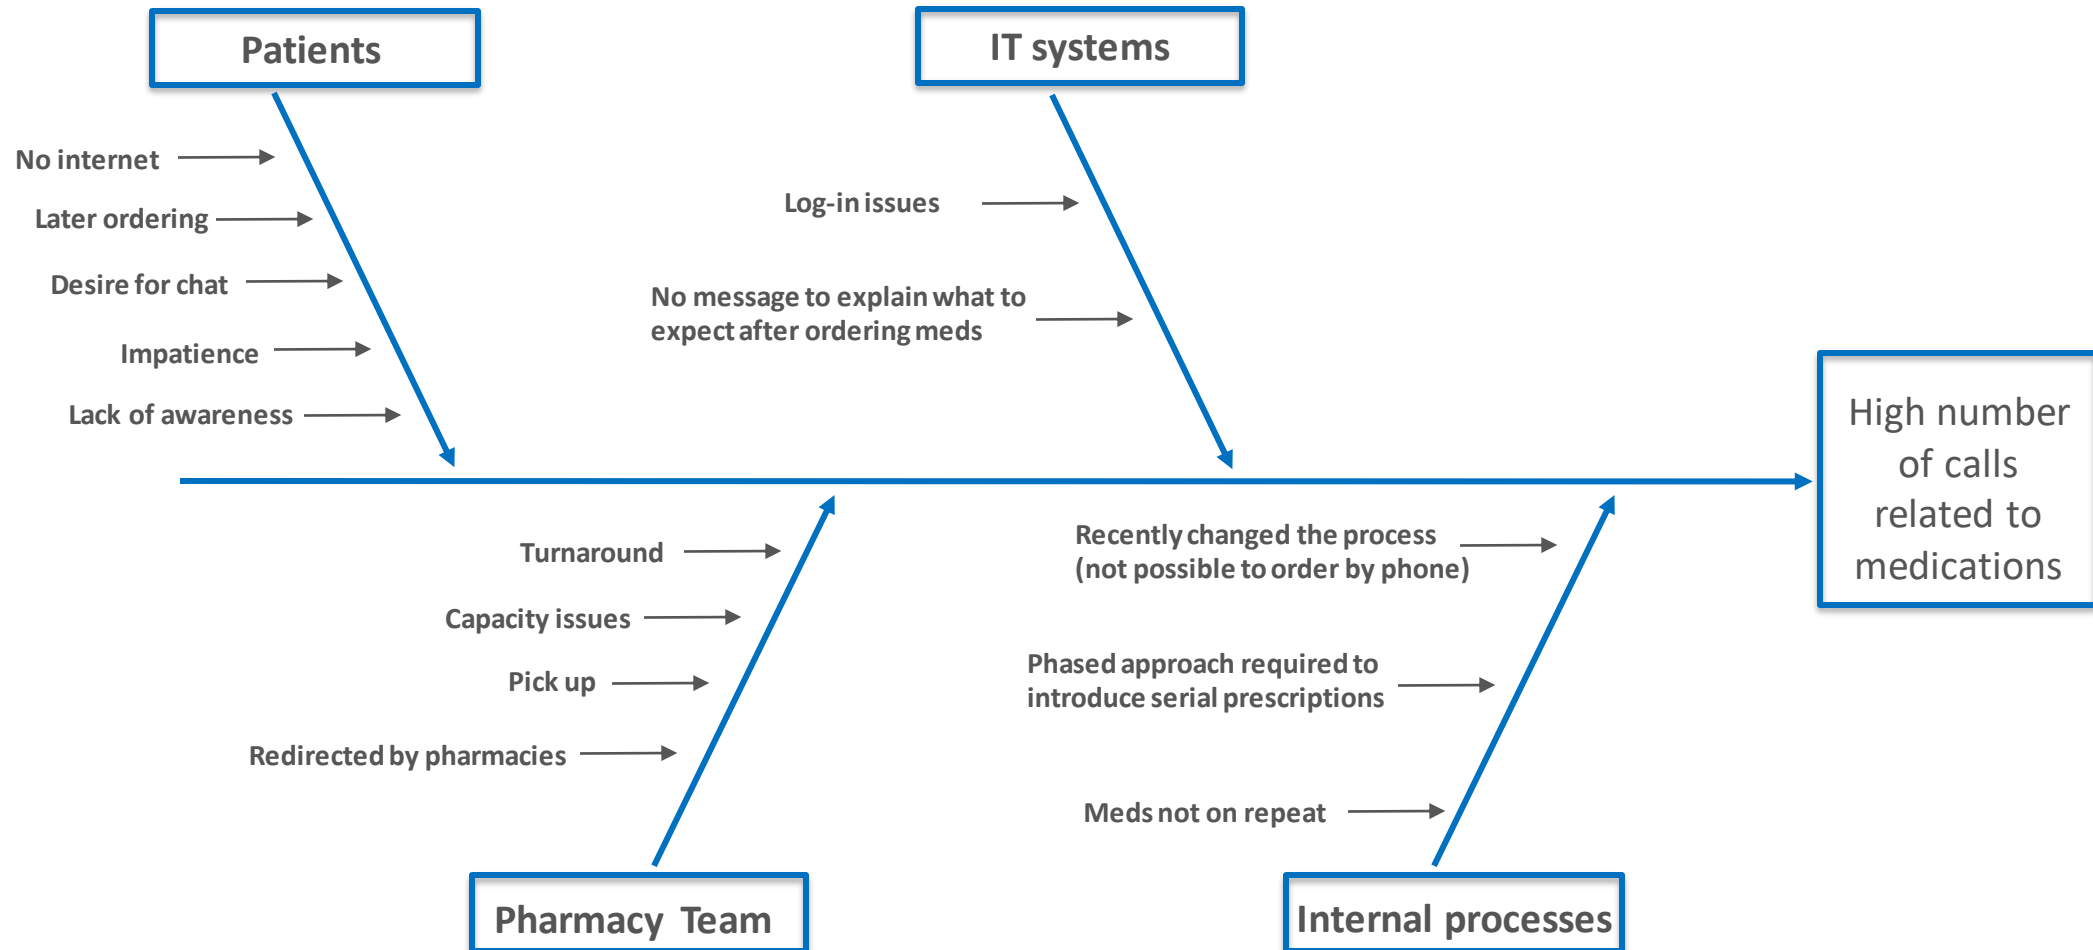 Patients
IT systems
No internet
Later ordering
Desire for chat
Impatience
Lack of awareness
Log-in issues
No message to explain what to
expect after ordering meds
High number
of calls
related to
medications
Turnaround
Capacity issues
Pick up
Redirected by pharmacies
Recently changed the process
(not possible to order by phone)
Phased approach required to
introduce serial prescriptions
Meds not on repeat
Pharmacy Team
Internal processes